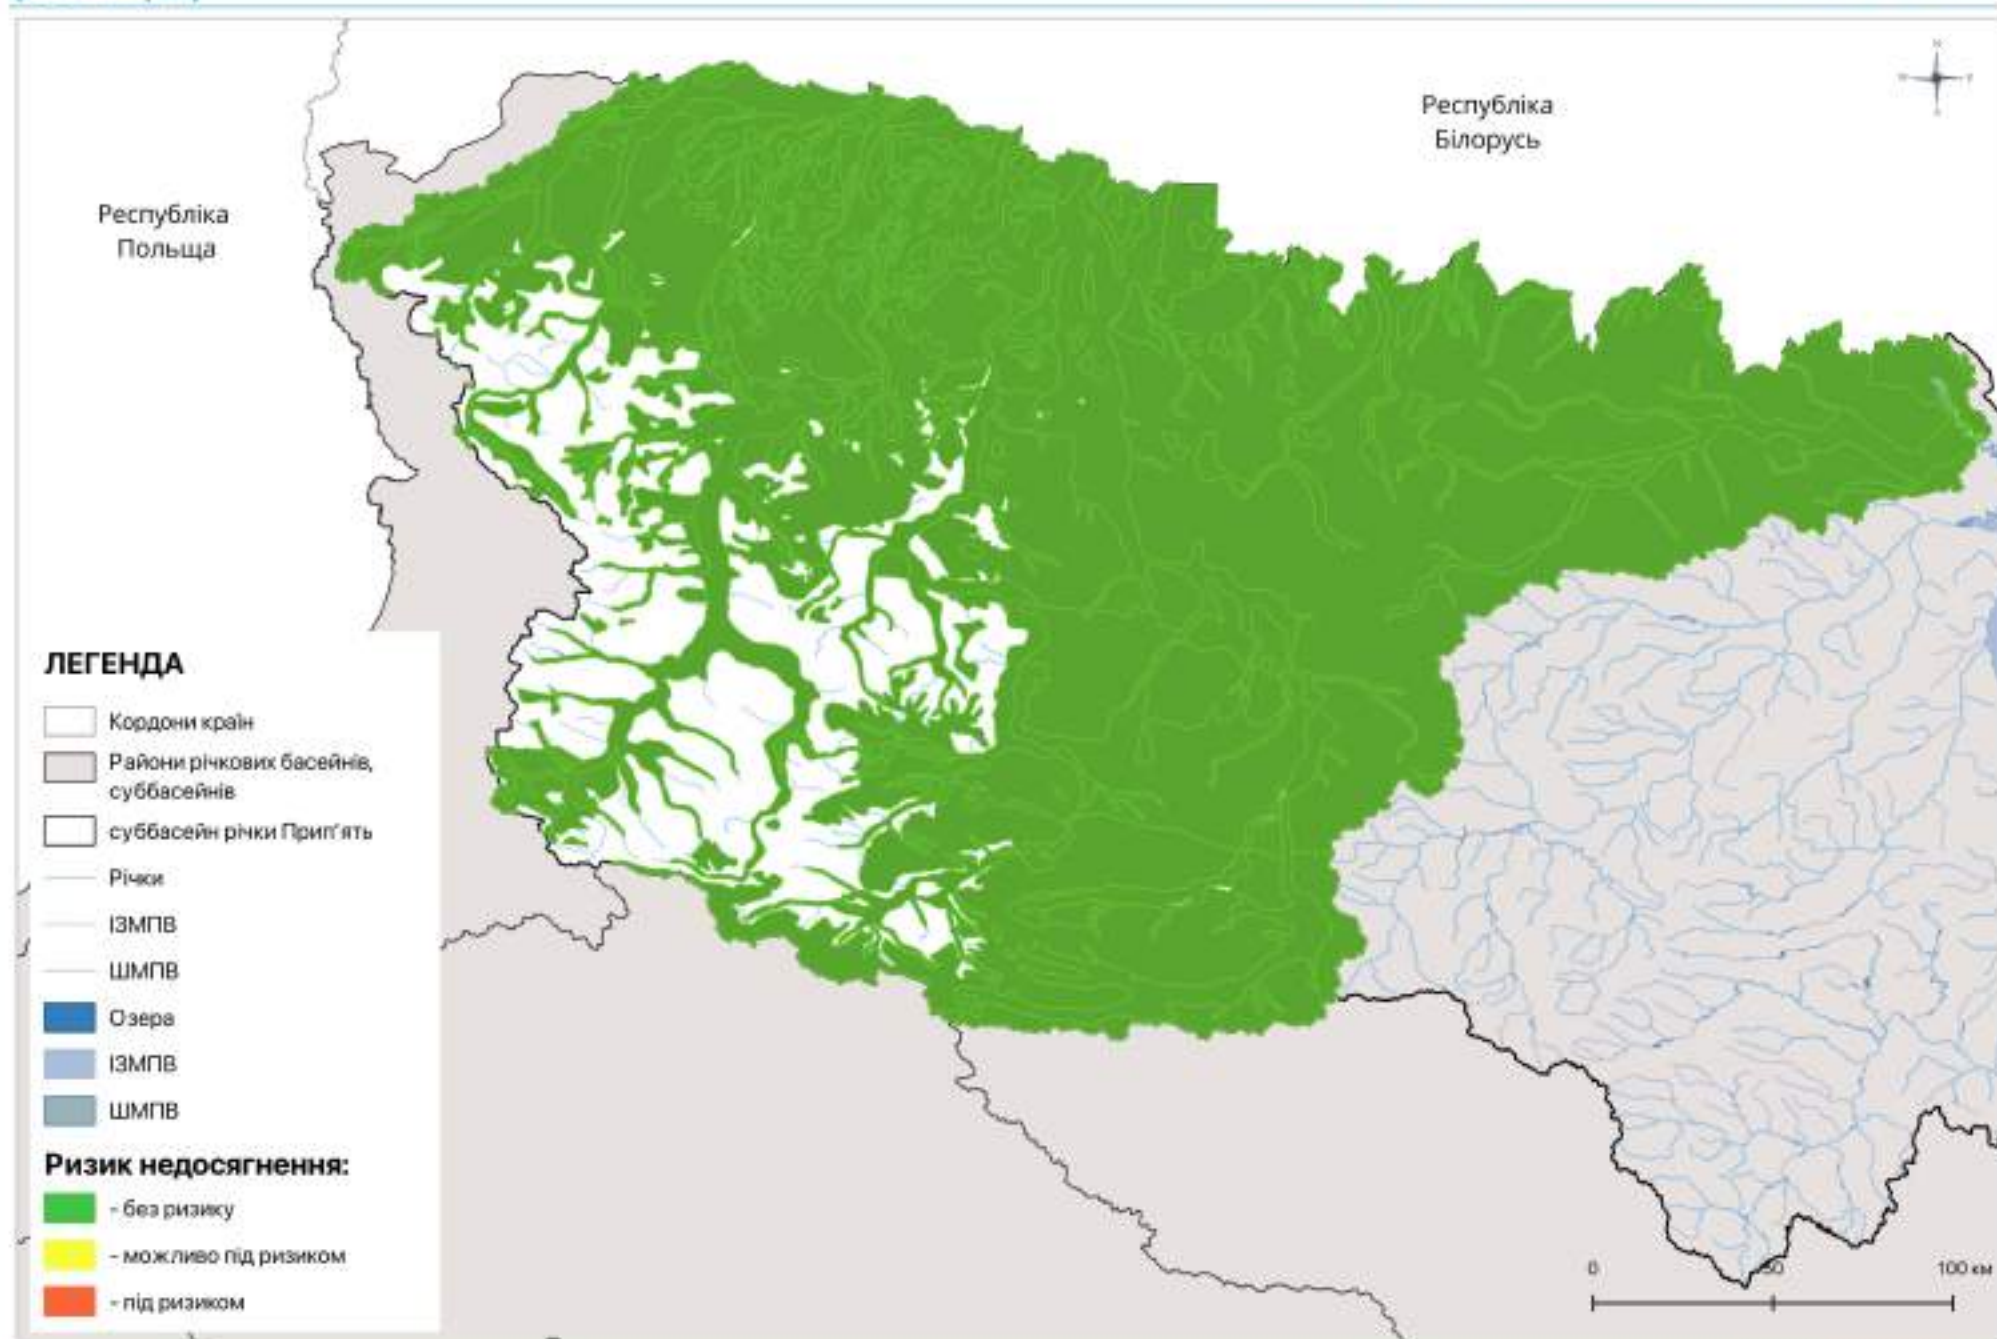 Республіка
Білорусь
Республіка
Польща
ЛЕГЕНДА
Кордони країн
Райони річкових басейнів,
суббасейнів
суббасейн річки Прип'ять
Річки
ІЗМПВ
ШМПВ
Озера
ІЗМПВ
ШМПВ
Ризик недосягнення:
- без ризику
- можливо під ризиком
- під ризиком
0 50 100 км